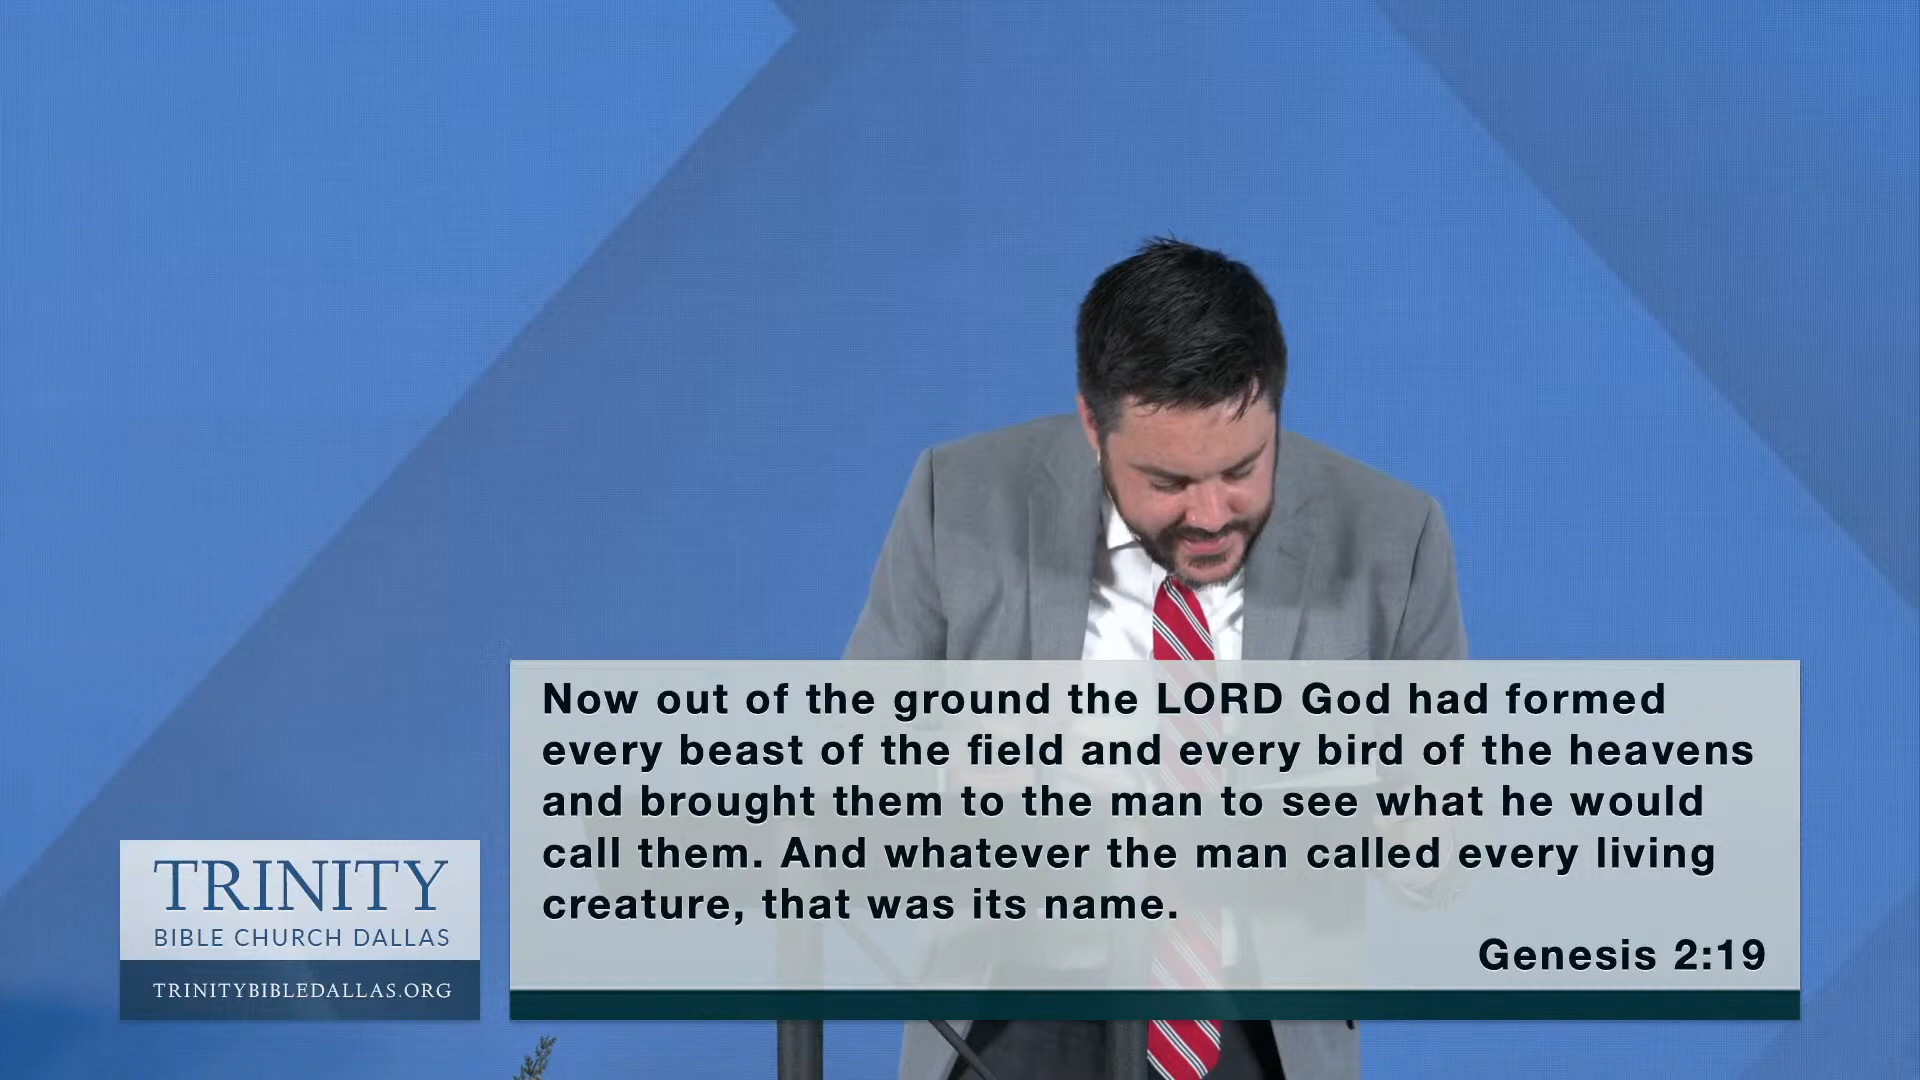 Now out of the ground the LORD God had formed
every beast of the field and every bird of the heavens
and brought them to the man to see what he would
call them. And whatever the man called every living
creature, that was its name.
Genesis 2:19
TRINITY
BIBLE CHURCH DALLAS
TRINITYBIBLEDALLAS.ORG